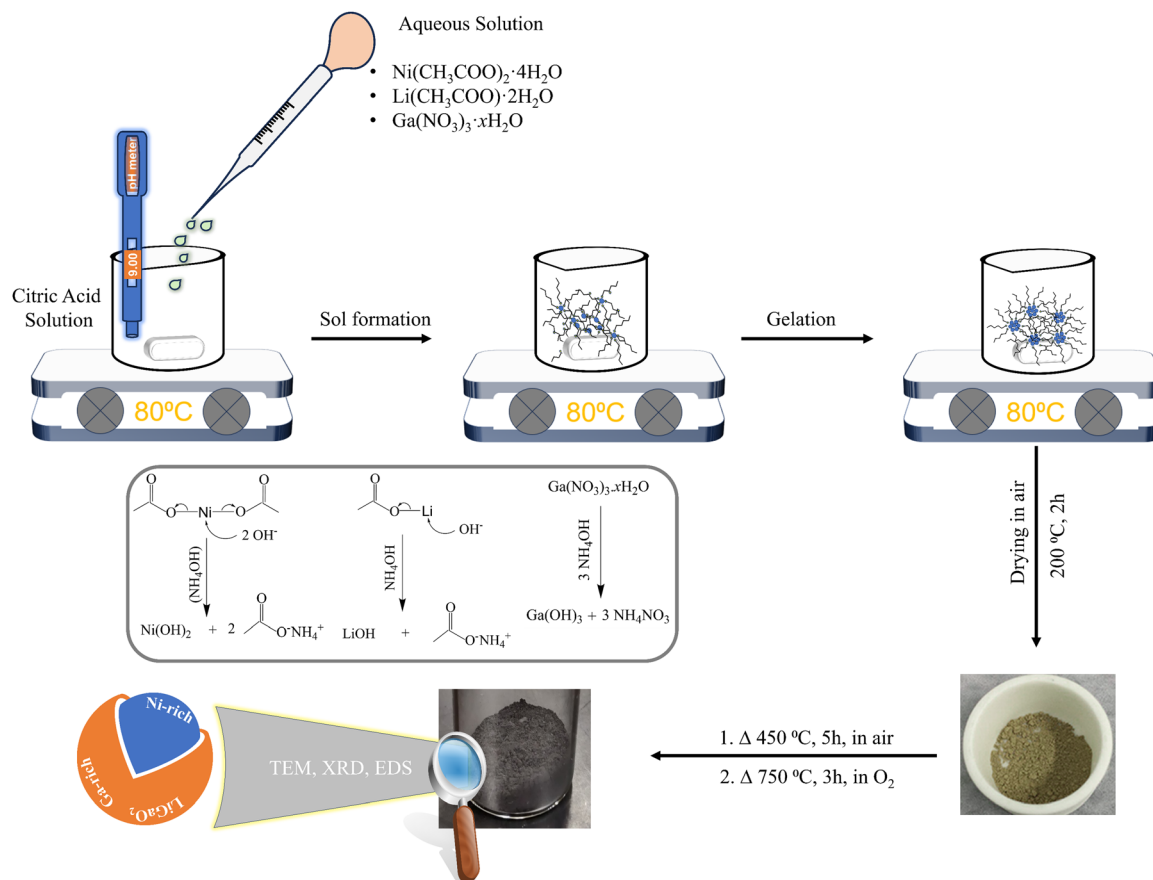 Aqueous Solution
• Ni(CH₃COO)₂·4H₂O
• Li(CH₃COO)·2H₂O
• Ga(NO₃)₃·xH₂O
pH meter
9.00
Citric Acid
Solution
Sol formation
Gelation
80ºC
80ºC
80ºC
O
O
O
Ga(NO₃)₃.xH₂O
O
Ni
O
O
Li
2 OH⁻
OH⁻
(NH₄OH)
NH₄OH
3 NH₄OH
O
O
Ni(OH)₂ + 2
O⁻NH₄⁺
LiOH +
O⁻NH₄⁺
Ga(OH)₃ + 3 NH₄NO₃
Drying in air
200 ºC, 2h
Ni-rich
Ga-rich
LiGaO₂
TEM, XRD, EDS
1. Δ 450 ºC, 5h, in air
2. Δ 750 ºC, 3h, in O₂